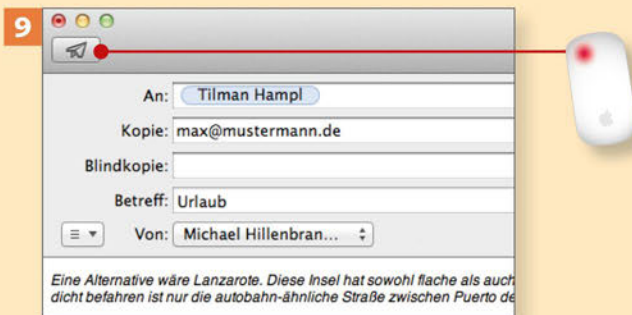 9
An: Tilman Hampl
Kopie: max@mustermann.de
Blindkopie:
Betreff: Urlaub
Von: Michael Hillenbran...
Eine Alternative wäre Lanzarote. Diese Insel hat sowohl flache als auch
dicht befahren ist nur die autobahn-ähnliche Straße zwischen Puerto de